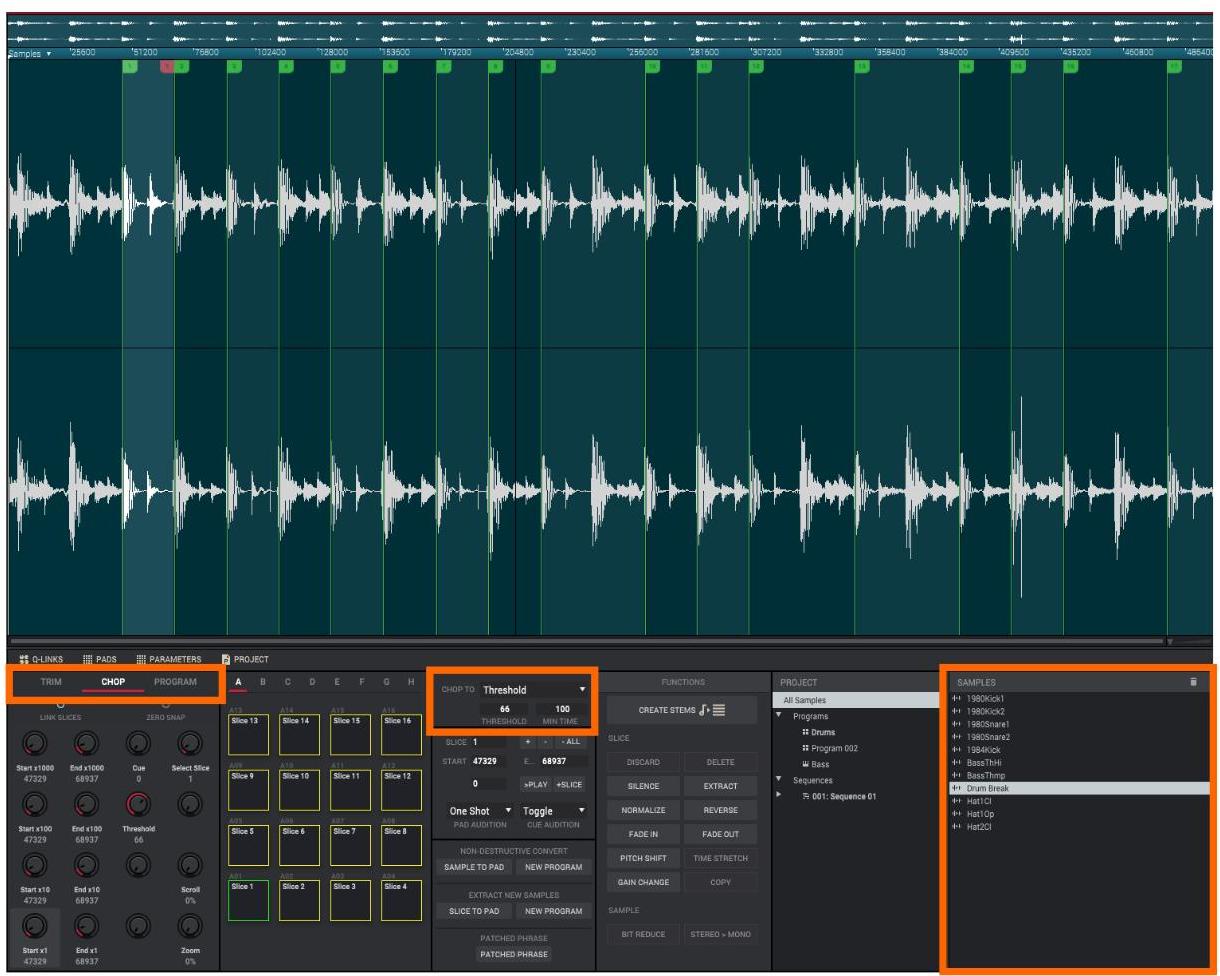 Samples 25600 51200 76800 102400 128000 153600 179200 204800 230400 256000 281600 307200 332800 358400 384000 409600 435200 460800 486400
1 1 2 3 4 5 6 7 8 9 10 11 12 13 14 15 16 17
Q-LINKS PADS PARAMETERS PROJECT
TRIM CHOP PROGRAM
LINK SLICES ZERO SNAP
Start x1000 End x1000 Cue Select Slice
47329 68937 0 1
Start x100 End x100 Threshold
47329 68937 66
Start x10 End x10 Scroll
47329 68937 0%
Start x1 End x1 Zoom
47329 68937 0%
A B C D E F G H
A13 A14 A15 A16
Slice 13 Slice 14 Slice 15 Slice 16
A09 A10 A11 A12
Slice 9 Slice 10 Slice 11 Slice 12
A05 A06 A07 A08
Slice 5 Slice 6 Slice 7 Slice 8
A01 A02 A03 A04
Slice 1 Slice 2 Slice 3 Slice 4
CHOP TO Threshold
66 100
THRESHOLD MIN TIME
SLICE 1 + - - ALL
START 47329 E... 68937
0 >PLAY +SLICE
One Shot Toggle
PAD AUDITION CUE AUDITION
NON-DESTRUCTIVE CONVERT
SAMPLE TO PAD NEW PROGRAM
EXTRACT NEW SAMPLES
SLICE TO PAD NEW PROGRAM
PATCHED PHRASE
PATCHED PHRASE
FUNCTIONS
CREATE STEMS
SLICE
DISCARD DELETE
SILENCE EXTRACT
NORMALIZE REVERSE
FADE IN FADE OUT
PITCH SHIFT TIME STRETCH
GAIN CHANGE COPY
SAMPLE
BIT REDUCE STEREO > MONO
PROJECT
All Samples
Programs
Drums
Program 002
Bass
Sequences
001: Sequence 01
SAMPLES
1980Kick1
1980Kick2
1980Snare1
1980Snare2
1984Kick
BassThHi
BassThmp
Drum Break
Hat1Cl
Hat1Op
Hat2Cl